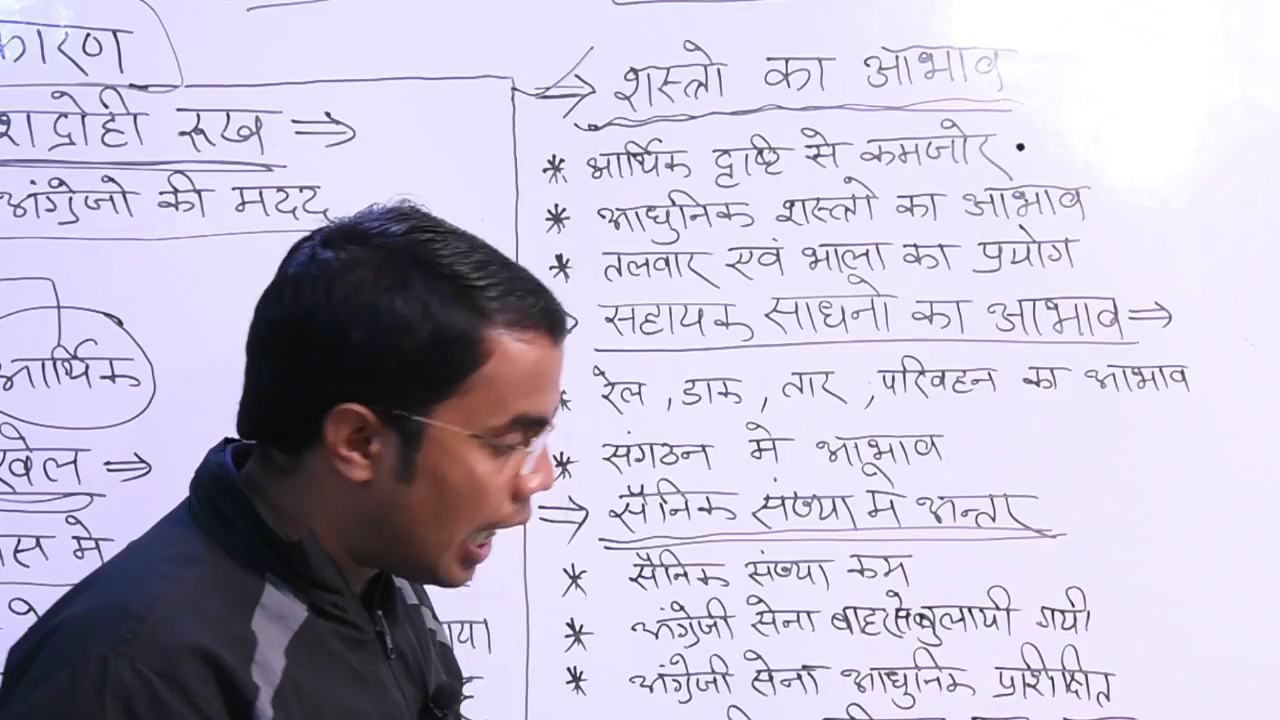 कारण
शद्रोही रूख ⇒
अंग्रेजो की मदद
आर्थिक
खेल ⇒
⇒ शस्त्रो का आभाव
* आर्थिक दृष्टि से कमजोर .
* आधुनिक शस्त्रो का आभाव
* तलवार एवं भाला का प्रयोग
सहायक साधनो का आभाव ⇒
* रेल , डाक , तार , परिवहन का आभाव
* संगठन मे आभाव
⇒ सैनिक संख्या मे अन्तर
* सैनिक संख्या कम
* अंग्रेजी सेना बाहर से बुलायी गयी
* अंग्रेजी सेना आधुनिक प्रशिक्षित